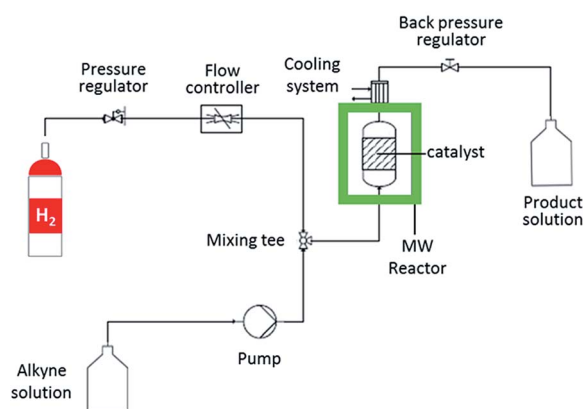 Back pressure
regulator
Cooling
system
Pressure
regulator
Flow
controller
catalyst
H2
Product
solution
Mixing tee
MW
Reactor
Pump
Alkyne
solution